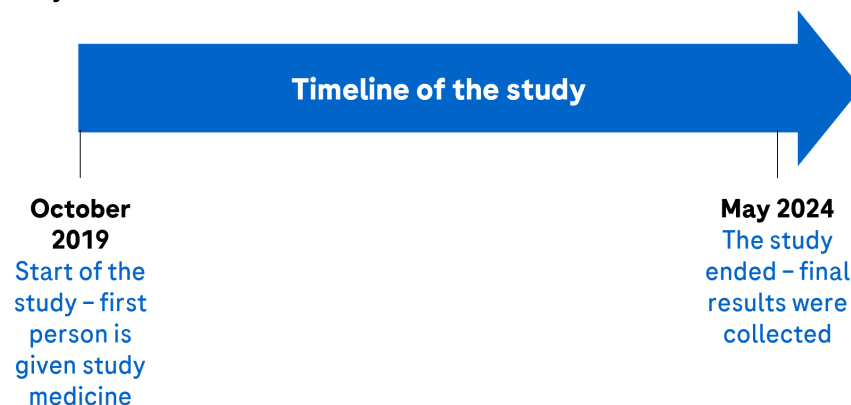 Timeline of the study
October
2019
Start of the
study – first
person is
given study
medicine
May 2024
The study
ended – final
results were
collected